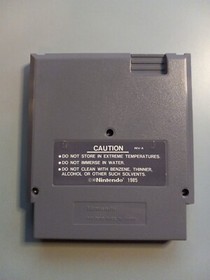 CAUTION
• DO NOT STORE IN EXTREME TEMPERATURES.
• DO NOT IMMERSE IN WATER.
• DO NOT CLEAN WITH BENZENE, THINNER,
ALCOHOL OR OTHER SUCH SOLVENTS.
©Nintendo 1985